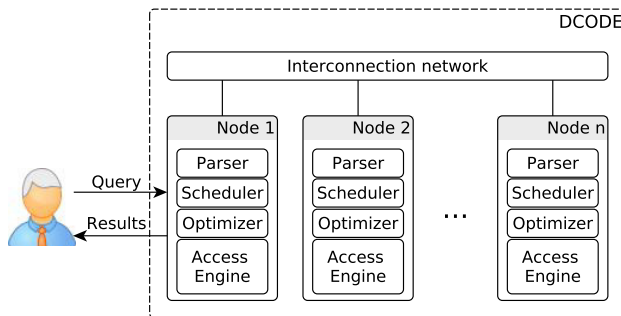 DCODE
Interconnection network
Node 1
Node 2
Node n
Parser
Parser
Parser
Query
Scheduler
Scheduler
Scheduler
Results
Optimizer
Optimizer
...
Optimizer
Access
Engine
Access
Engine
Access
Engine